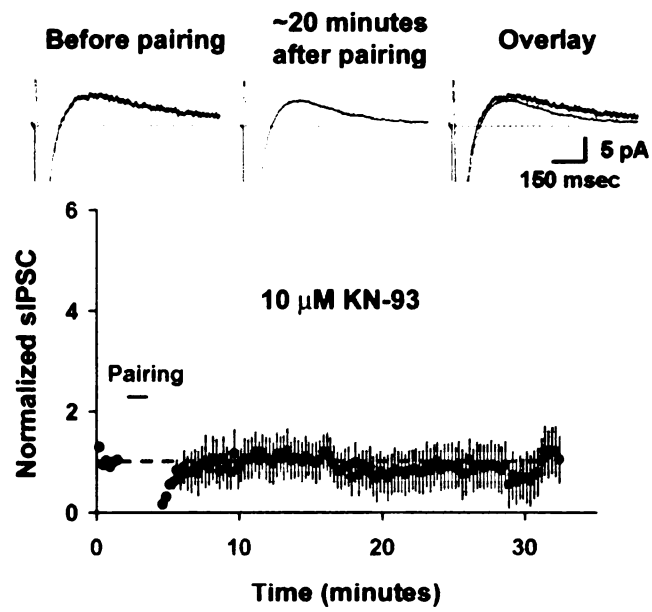 Before pairing
~20 minutes
after pairing
Overlay
5 pA
150 msec
Normalized sIPSC
6
4
2
0
10 μM KN-93
Pairing
0
10
20
30
Time (minutes)